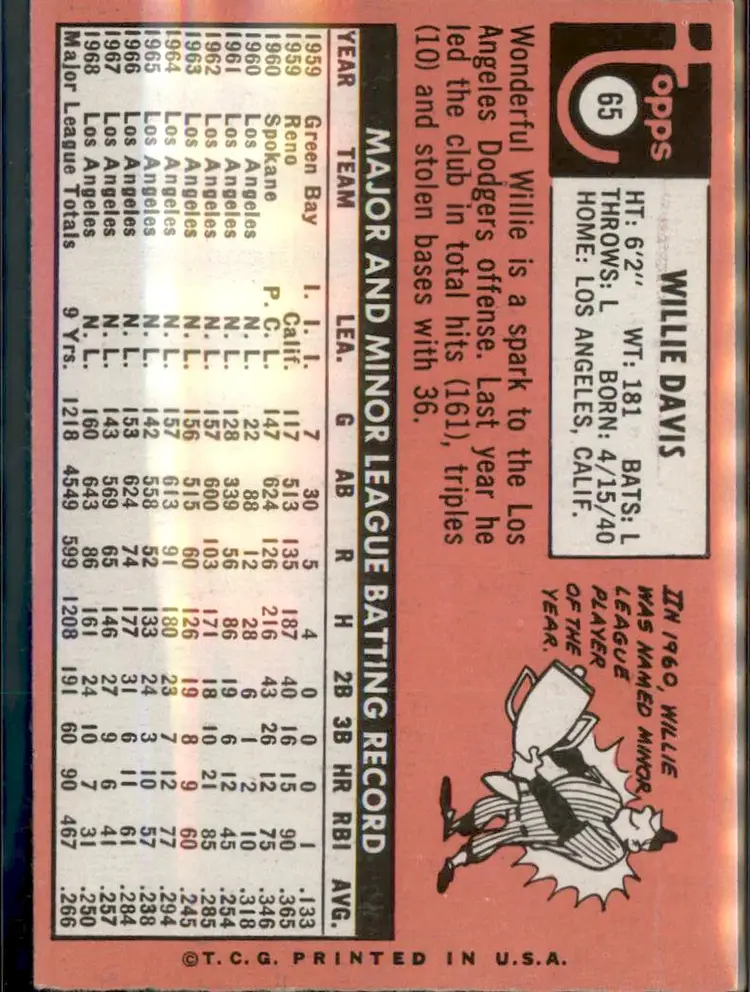 Topps
65
WILLIE DAVIS
HT: 6'2" WT: 181 BATS: L
THROWS: L BORN: 4/15/40
HOME: LOS ANGELES, CALIF.
Wonderful Willie is a spark to the Los
Angeles Dodgers offense. Last year he
led the club in total hits (161), triples
(10) and stolen bases with 36.
IN 1960, WILLIE
WAS NAMED MINOR
LEAGUE
PLAYER
OF THE
YEAR.
MAJOR AND MINOR LEAGUE BATTING RECORD
YEAR TEAM LEA. G AB R H 2B 3B HR RBI AVG.
1959 Green Bay I. I. I. 7 30 5 4 0 0 0 1 .133
1959 Reno Calif. 117 513 135 187 40 16 15 90 .365
1960 Spokane P. C. L. 147 624 126 216 43 26 12 75 .346
1960 Los Angeles N. L. 22 88 12 28 6 1 2 10 .318
1961 Los Angeles N. L. 128 339 56 86 19 6 12 45 .254
1962 Los Angeles N. L. 157 600 103 171 18 10 21 85 .285
1963 Los Angeles N. L. 156 515 60 126 19 8 9 60 .245
1964 Los Angeles N. L. 157 613 91 180 23 7 12 77 .294
1965 Los Angeles N. L. 142 558 52 133 24 3 10 57 .238
1966 Los Angeles N. L. 153 624 74 177 31 6 11 61 .284
1967 Los Angeles N. L. 143 569 65 146 27 9 6 41 .257
1968 Los Angeles N. L. 160 643 86 161 24 10 7 31 .250
Major League Totals 9 Yrs. 1218 4549 599 1208 191 60 90 467 .266
©T. C. G. PRINTED IN U.S.A.